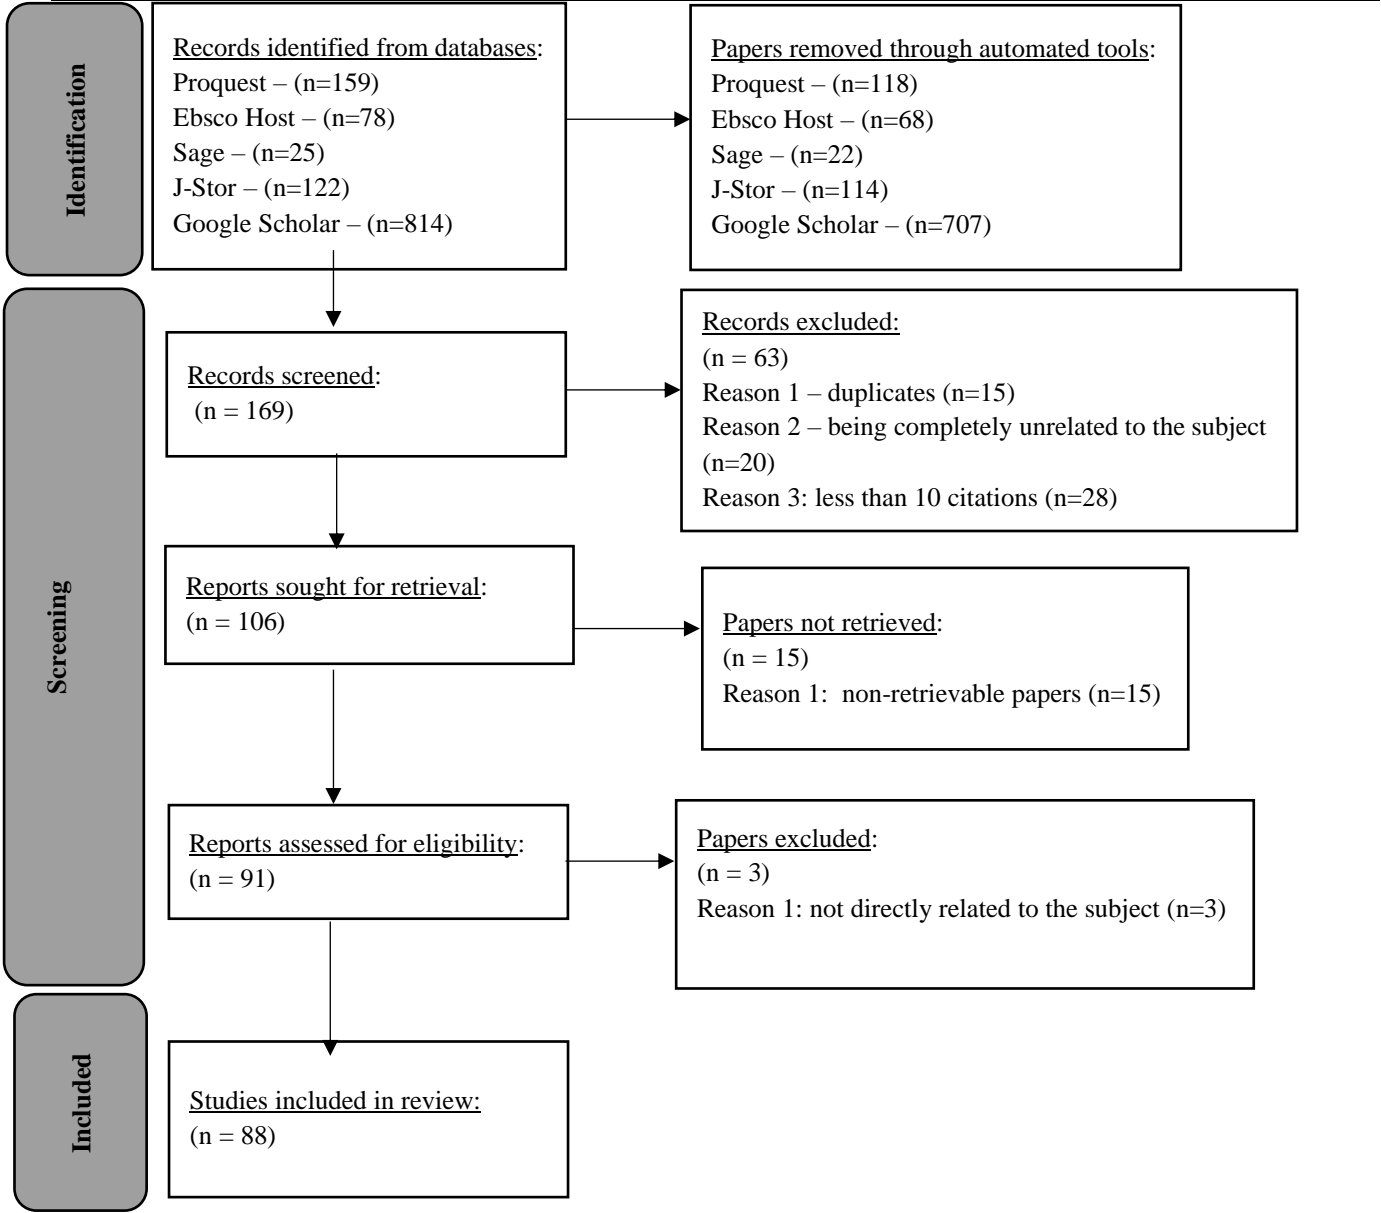 Identification
Records identified from databases:
Proquest – (n=159)
Ebsco Host – (n=78)
Sage – (n=25)
J-Stor – (n=122)
Google Scholar – (n=814)
Papers removed through automated tools:
Proquest – (n=118)
Ebsco Host – (n=68)
Sage – (n=22)
J-Stor – (n=114)
Google Scholar – (n=707)
Screening
Records screened:
(n = 169)
Records excluded:
(n = 63)
Reason 1 – duplicates (n=15)
Reason 2 – being completely unrelated to the subject
(n=20)
Reason 3: less than 10 citations (n=28)
Reports sought for retrieval:
(n = 106)
Papers not retrieved:
(n = 15)
Reason 1:  non-retrievable papers (n=15)
Reports assessed for eligibility:
(n = 91)
Papers excluded:
(n = 3)
Reason 1: not directly related to the subject (n=3)
Included
Studies included in review:
(n = 88)